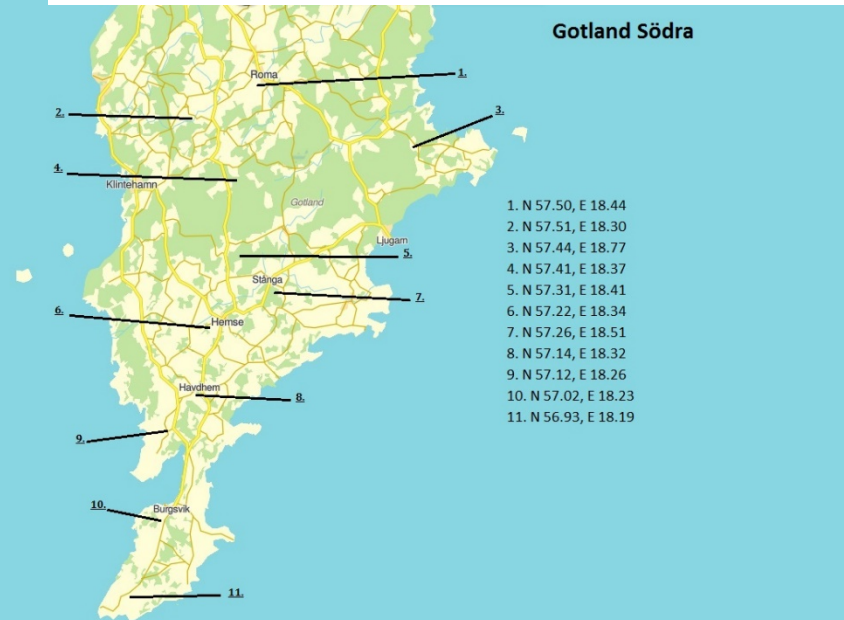 Gotland Södra
Roma
1.
2.
3.
4.
Klintehamn
Gotland
Ljugarn
5.
Stånga
7.
6.
Hemse
Havdhem
8.
9.
10.
Burgsvik
11.
1. N 57.50, E 18.44
2. N 57.51, E 18.30
3. N 57.44, E 18.77
4. N 57.41, E 18.37
5. N 57.31, E 18.41
6. N 57.22, E 18.34
7. N 57.26, E 18.51
8. N 57.14, E 18.32
9. N 57.12, E 18.26
10. N 57.02, E 18.23
11. N 56.93, E 18.19